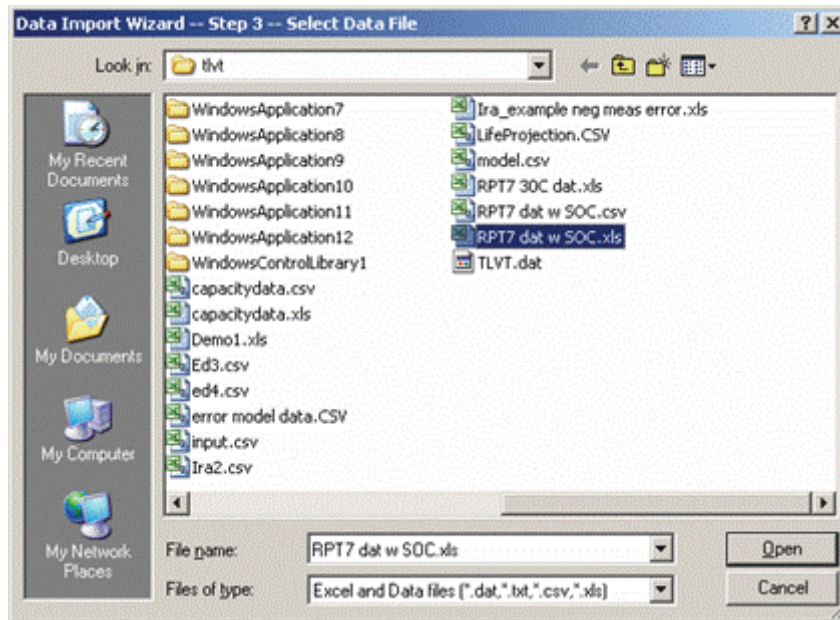 Data Import Wizard -- Step 3 -- Select Data File
Look in:
tlvt
My Recent
Documents
Desktop
My Documents
My Computer
My Network
Places
WindowsApplication7
WindowsApplication8
WindowsApplication9
WindowsApplication10
WindowsApplication11
WindowsApplication12
WindowsControlLibrary1
capacitydata.csv
capacitydata.xls
Demo1.xls
Ed3.csv
ed4.csv
error model data.CSV
input.csv
Ira2.csv
Ira_example neg meas error.xls
LifeProjection.CSV
model.csv
RPT7 30C dat.xls
RPT7 dat w SOC.csv
RPT7 dat w SOC.xls
TLVT.dat
File name:
RPT7 dat w SOC.xls
Open
Files of type:
Excel and Data files (".dat,".txt,".csv,".xls)
Cancel